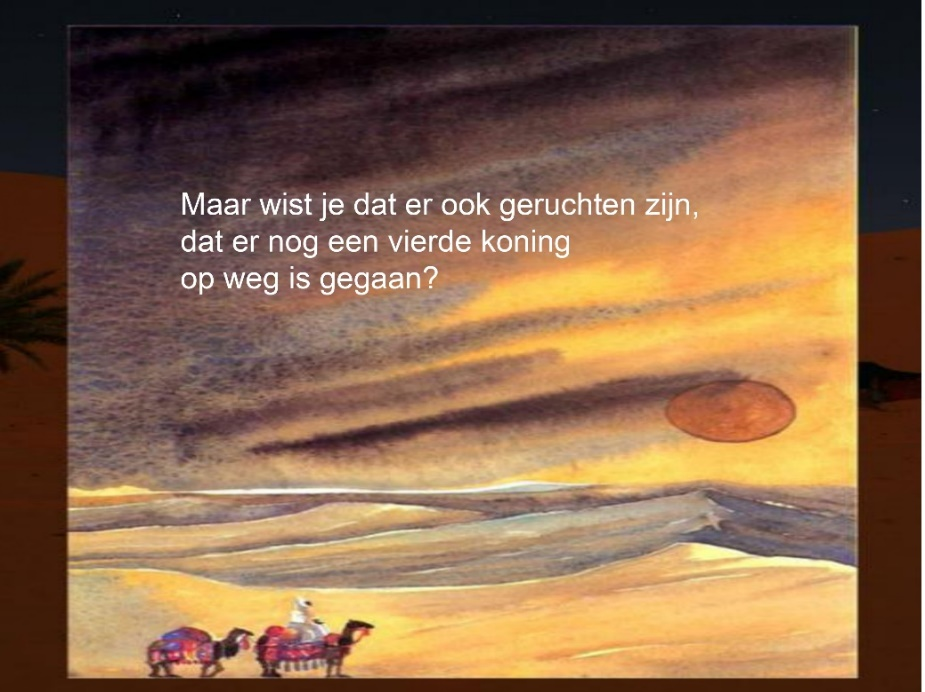 Maar wist je dat er ook geruchten zijn,
dat er nog een vierde koning
op weg is gegaan?